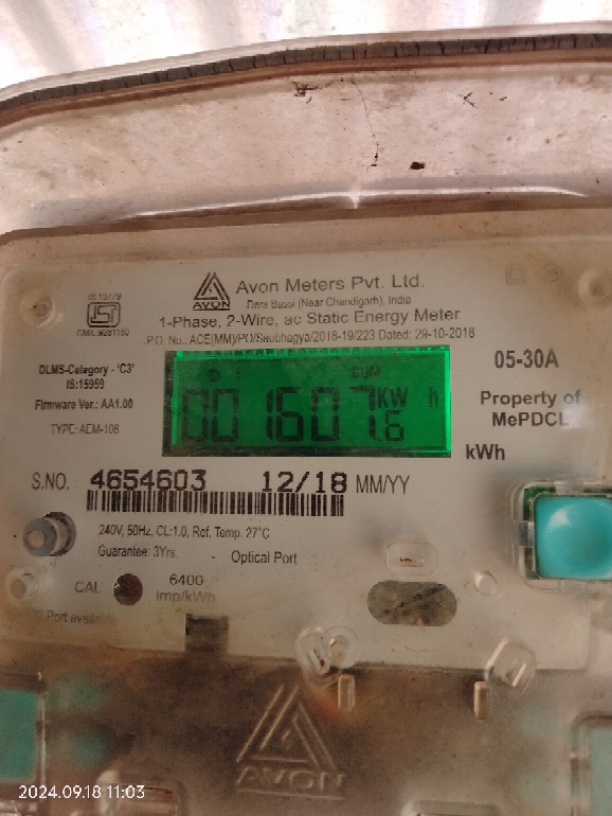 IS:13779
Avon Meters Pvt. Ltd.
AVON
Dera Bassi (Near Chandigarh), India
1-Phase, 2-Wire, ac Static Energy Meter
P.O. No., ACE(MM)/PO/Saubhagya/2018-19/223 Dated: 29-10-2018
DLMS-Category - 'C3'
IS:15959
Firmware Ver.: AA1.00
TYPE: AEM-106
CUM
001607.6 KW h
05-30A
Property of
MePDCL
kWh
S.NO. 4654603 12/18 MM/YY
240V, 50Hz, CL:1.0, Ref. Temp. 27°C
Guarantee: 3Yrs.
Optical Port
CAL
6400
imp/kWh
Port available
AVON
2024.09.18 11:03